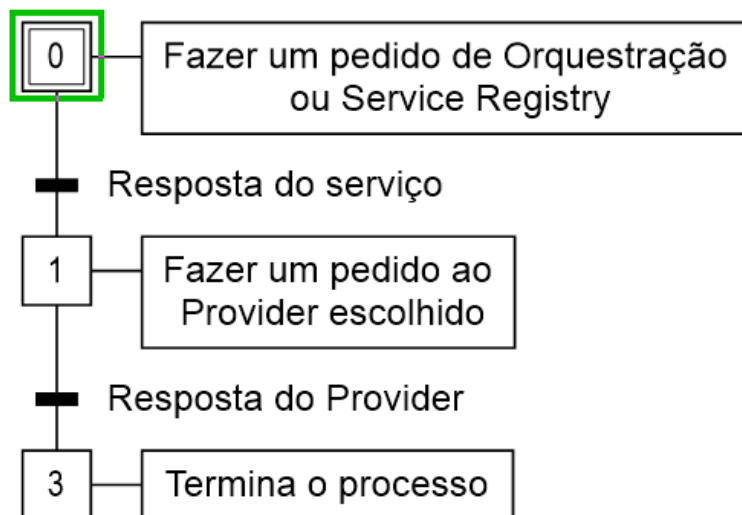 0
Fazer um pedido de Orquestração
ou Service Registry
Resposta do serviço
1
Fazer um pedido ao
Provider escolhido
Resposta do Provider
3
Termina o processo